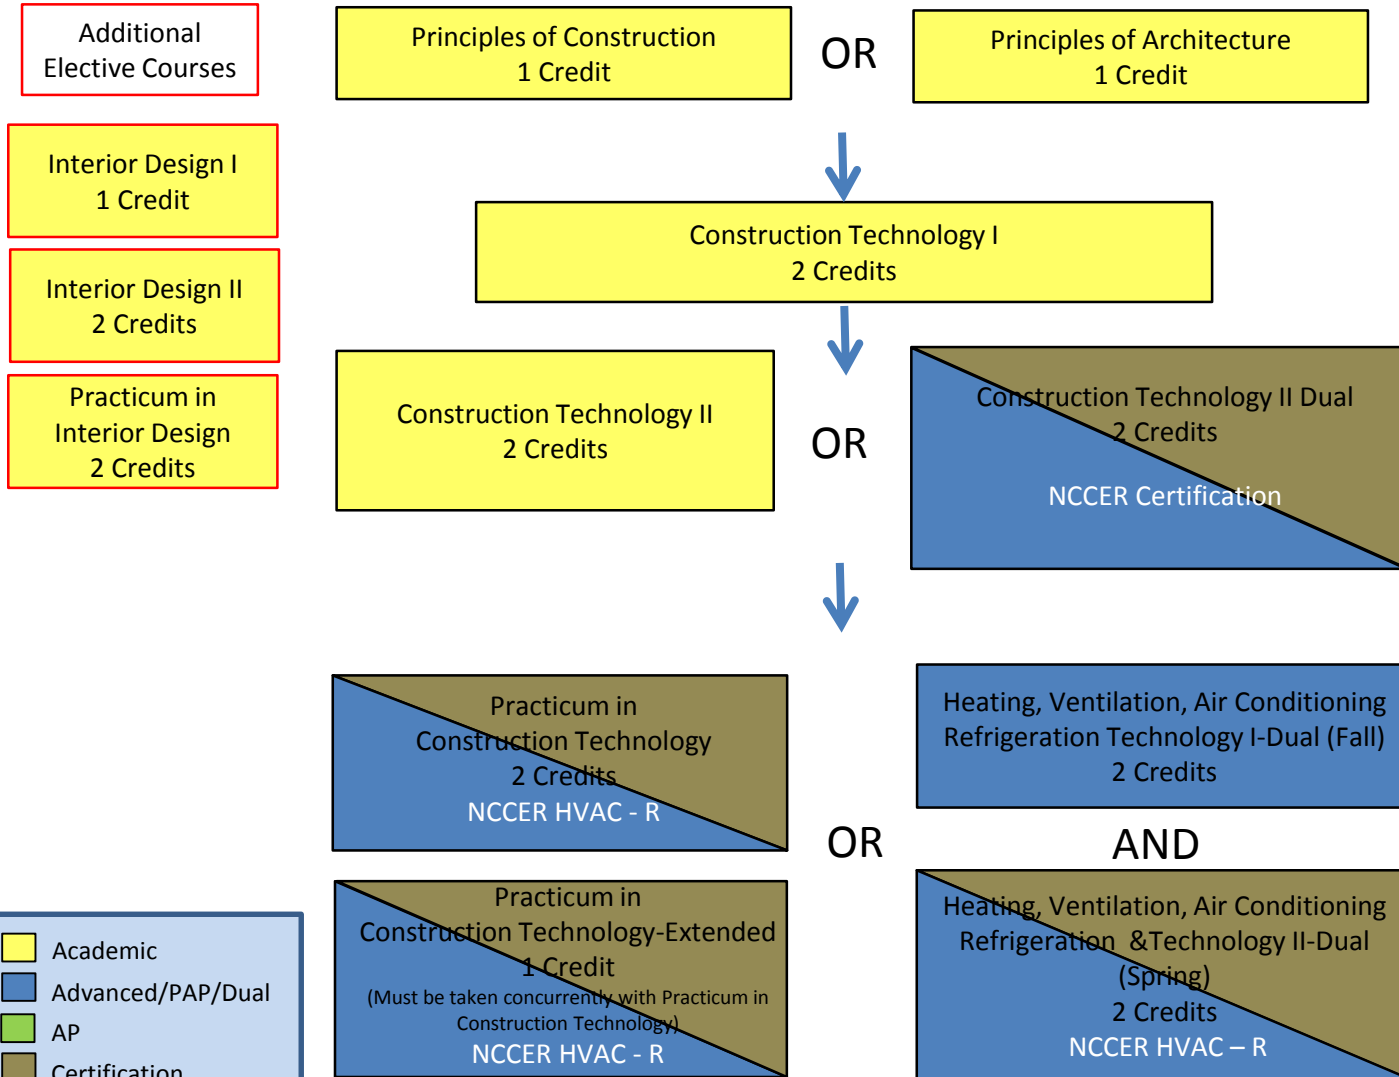 Additional
Elective Courses
Principles of Construction
1 Credit
OR
Principles of Architecture
1 Credit
Interior Design I
1 Credit
Construction Technology I
2 Credits
Interior Design II
2 Credits
Practicum in
Interior Design
2 Credits
Construction Technology II
2 Credits
OR
Construction Technology II Dual
2 Credits
NCCER Certification
Practicum in
Construction Technology
2 Credits
NCCER HVAC - R
Heating, Ventilation, Air Conditioning
Refrigeration Technology I-Dual (Fall)
2 Credits
OR
AND
Practicum in
Construction Technology-Extended
1 Credit
(Must be taken concurrently with Practicum in
Construction Technology)
NCCER HVAC - R
Heating, Ventilation, Air Conditioning
Refrigeration &Technology II-Dual
(Spring)
2 Credits
NCCER HVAC – R
Academic
Advanced/PAP/Dual
AP
Certification